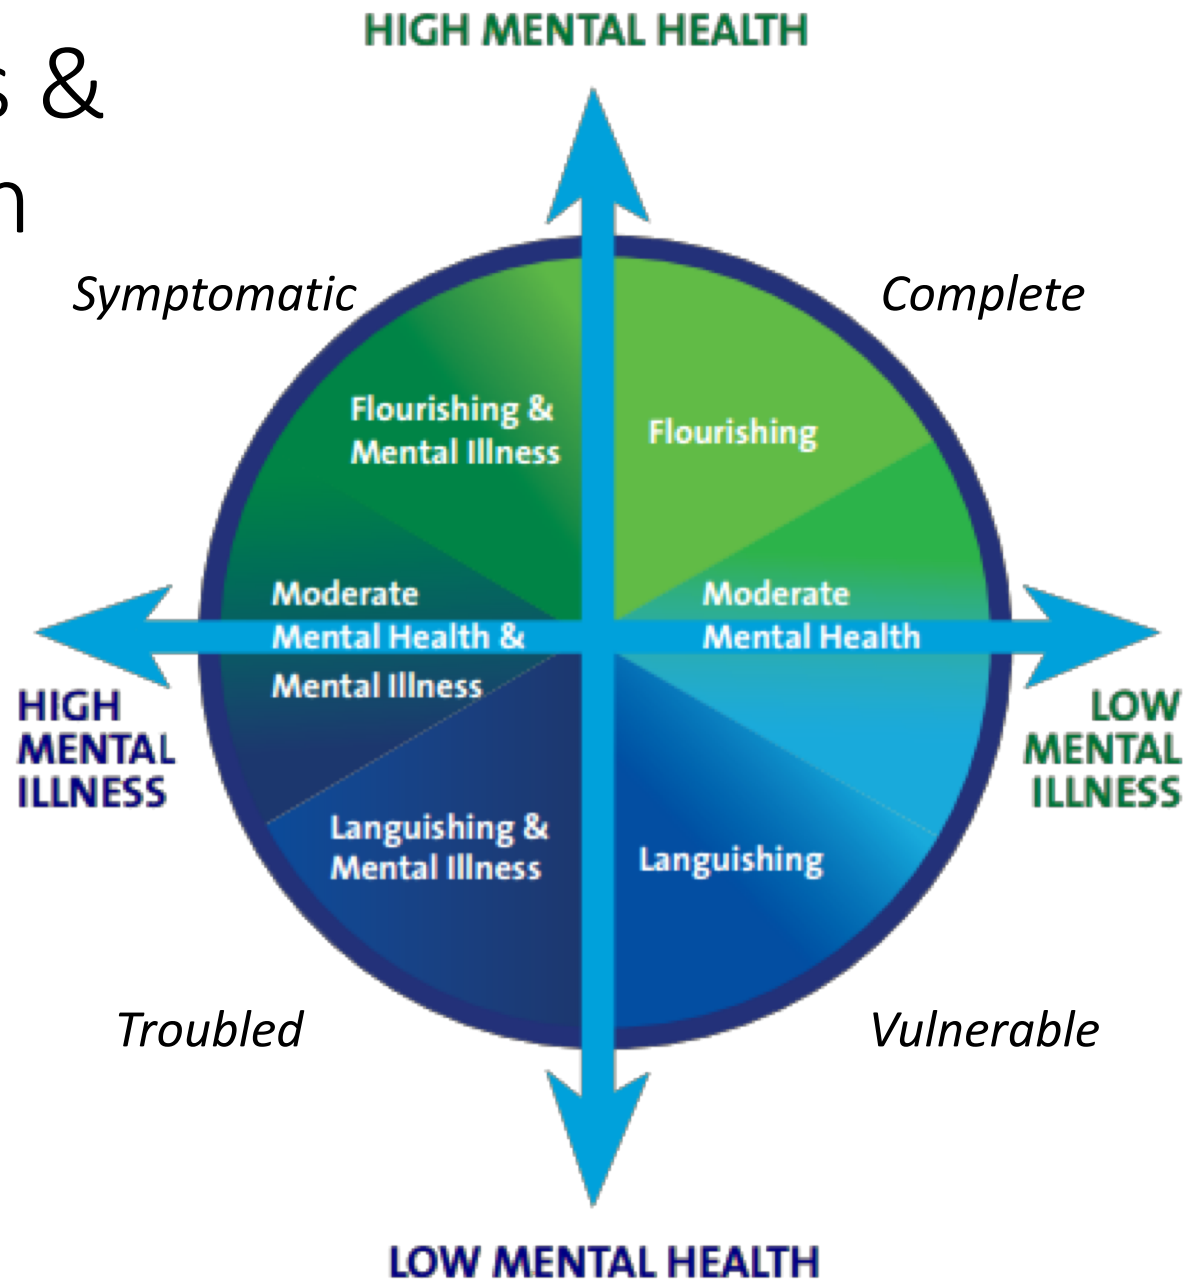 HIGH MENTAL HEALTH
s &
n
Symptomatic
Complete
Flourishing &
Mental Illness
Flourishing
Moderate
Mental Health &
Mental Illness
Moderate
Mental Health
HIGH
MENTAL
ILLNESS
LOW
MENTAL
ILLNESS
Languishing &
Mental Illness
Languishing
Troubled
Vulnerable
LOW MENTAL HEALTH